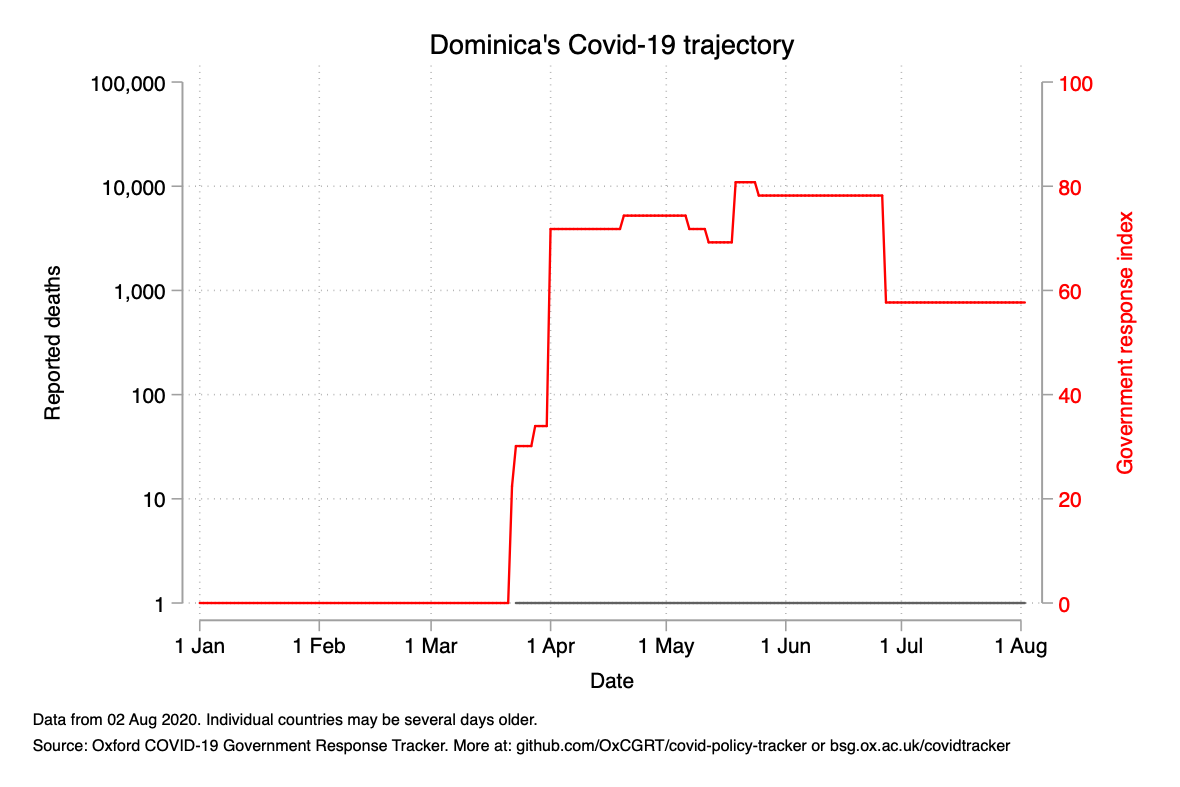 Dominica's Covid-19 trajectory
100,000
10,000
1,000
100
10
1
Reported deaths
100
80
60
40
20
0
Government response index
1 Jan 1 Feb 1 Mar 1 Apr 1 May 1 Jun 1 Jul 1 Aug
Date
Data from 02 Aug 2020. Individual countries may be several days older.
Source: Oxford COVID-19 Government Response Tracker. More at: github.com/OxCGRT/covid-policy-tracker or bsg.ox.ac.uk/covidtracker